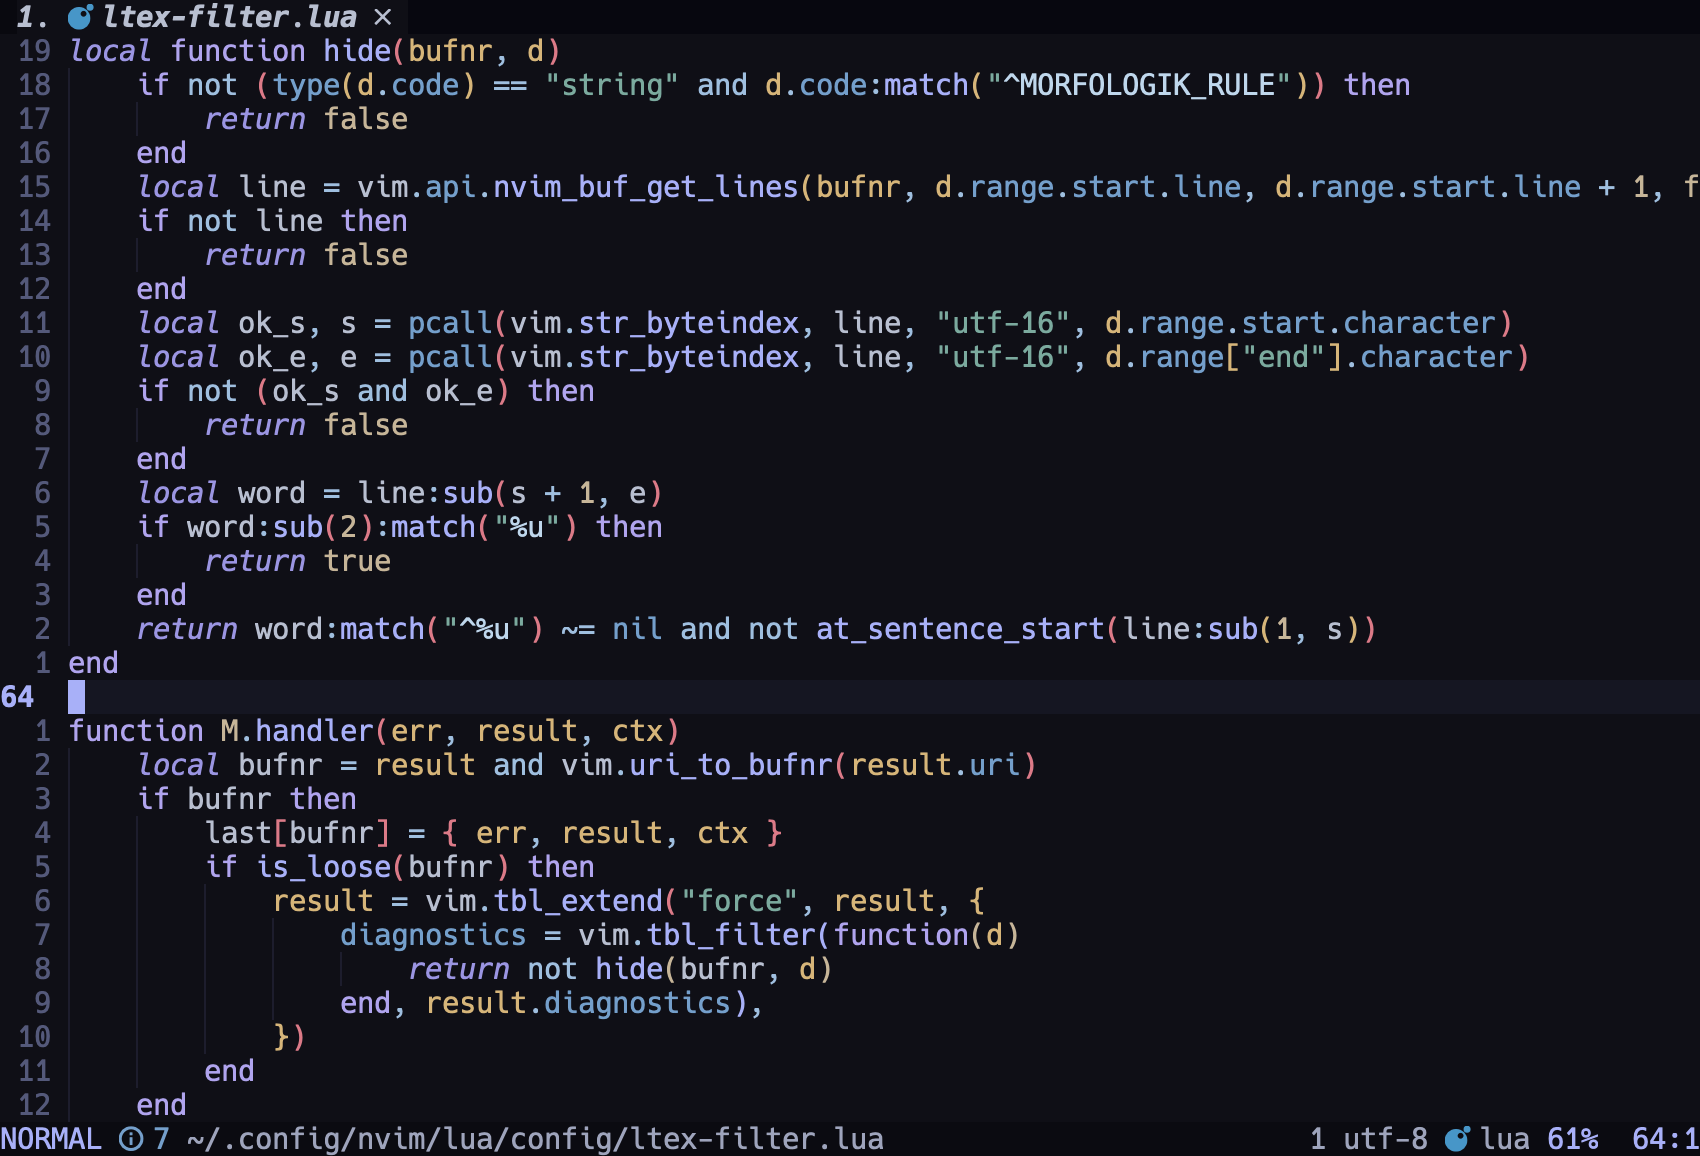 1. ltex-filter.lua ×
19 local function hide(bufnr, d)
18     if not (type(d.code) == "string" and d.code:match("^MORFOLOGIK_RULE")) then
17         return false
16     end
15     local line = vim.api.nvim_buf_get_lines(bufnr, d.range.start.line, d.range.start.line + 1, f
14     if not line then
13         return false
12     end
11     local ok_s, s = pcall(vim.str_byteindex, line, "utf-16", d.range.start.character)
10     local ok_e, e = pcall(vim.str_byteindex, line, "utf-16", d.range["end"].character)
9     if not (ok_s and ok_e) then
8         return false
7     end
6     local word = line:sub(s + 1, e)
5     if word:sub(2):match("%u") then
4         return true
3     end
2     return word:match("^%u") ~= nil and not at_sentence_start(line:sub(1, s))
1 end
64
1 function M.handler(err, result, ctx)
2     local bufnr = result and vim.uri_to_bufnr(result.uri)
3     if bufnr then
4         last[bufnr] = { err, result, ctx }
5         if is_loose(bufnr) then
6             result = vim.tbl_extend("force", result, {
7                 diagnostics = vim.tbl_filter(function(d)
8                     return not hide(bufnr, d)
9                 end, result.diagnostics),
10             })
11         end
12     end
NORMAL 7 ~/.config/nvim/lua/config/ltex-filter.lua 1 utf-8 lua 61% 64:1